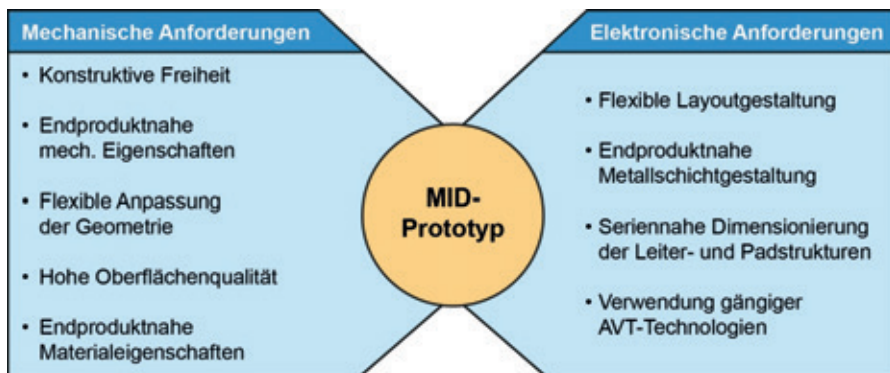 Mechanische Anforderungen
• Konstruktive Freiheit
• Endproduktnahe
mech. Eigenschaften
• Flexible Anpassung
der Geometrie
• Hohe Oberflächenqualität
• Endproduktnahe
Materialeigenschaften
MID-
Prototyp
Elektronische Anforderungen
• Flexible Layoutgestaltung
• Endproduktnahe
Metallschichtgestaltung
• Seriennahe Dimensionierung
der Leiter- und Padstrukturen
• Verwendung gängiger
AVT-Technologien